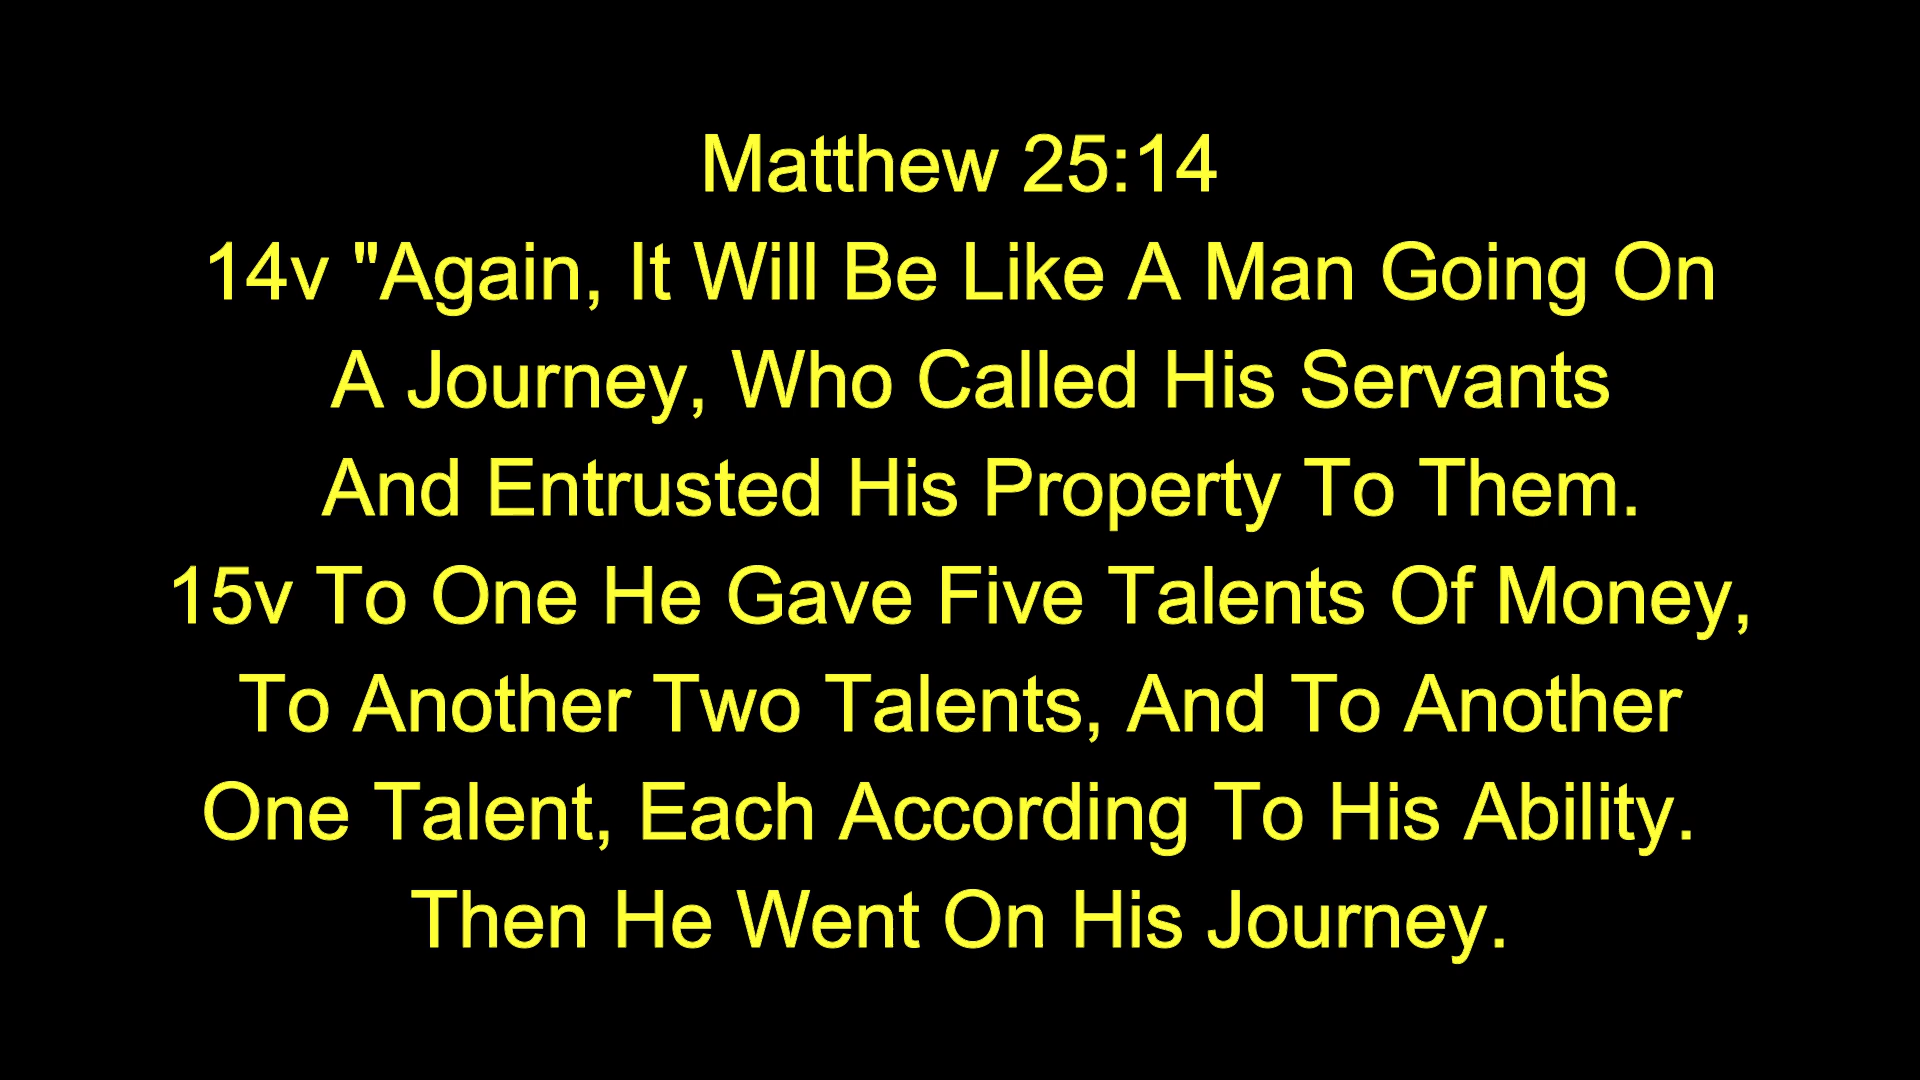 Matthew 25:14
14v "Again, It Will Be Like A Man Going On
A Journey, Who Called His Servants
And Entrusted His Property To Them.
15v To One He Gave Five Talents Of Money,
To Another Two Talents, And To Another
One Talent, Each According To His Ability.
Then He Went On His Journey.